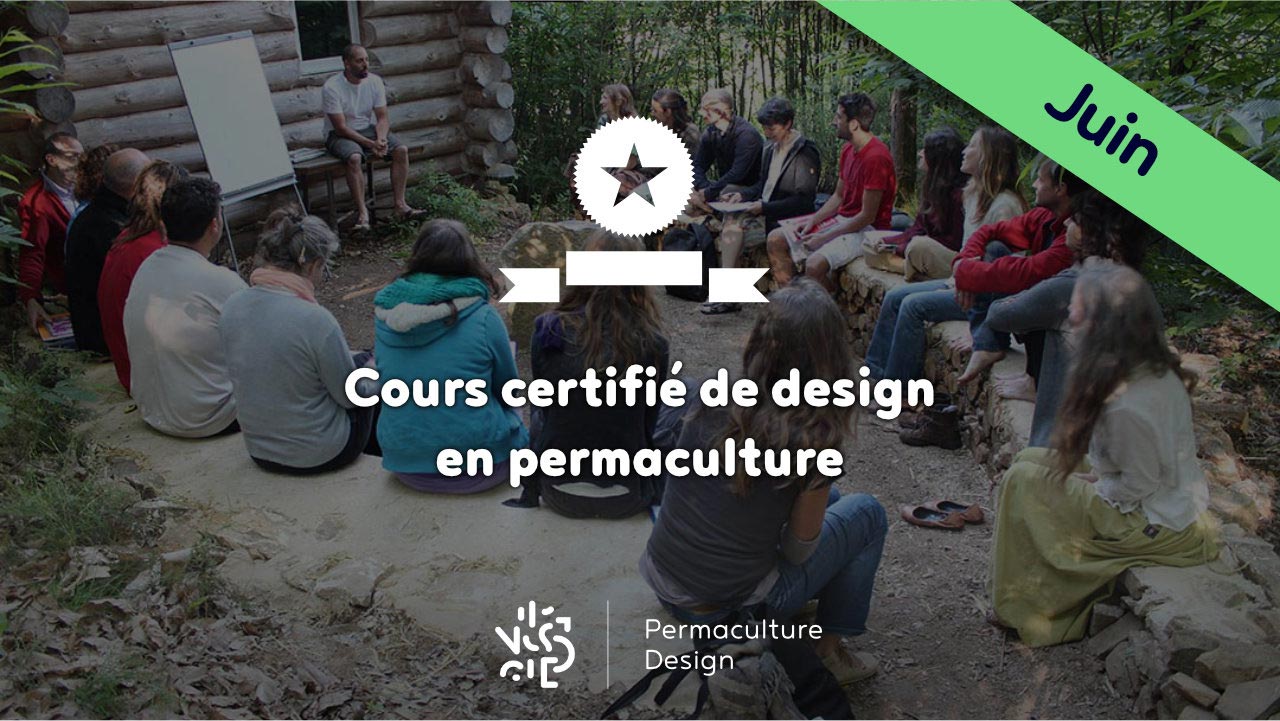 Juin
Cours certifié de design
en permaculture
Permaculture
Design